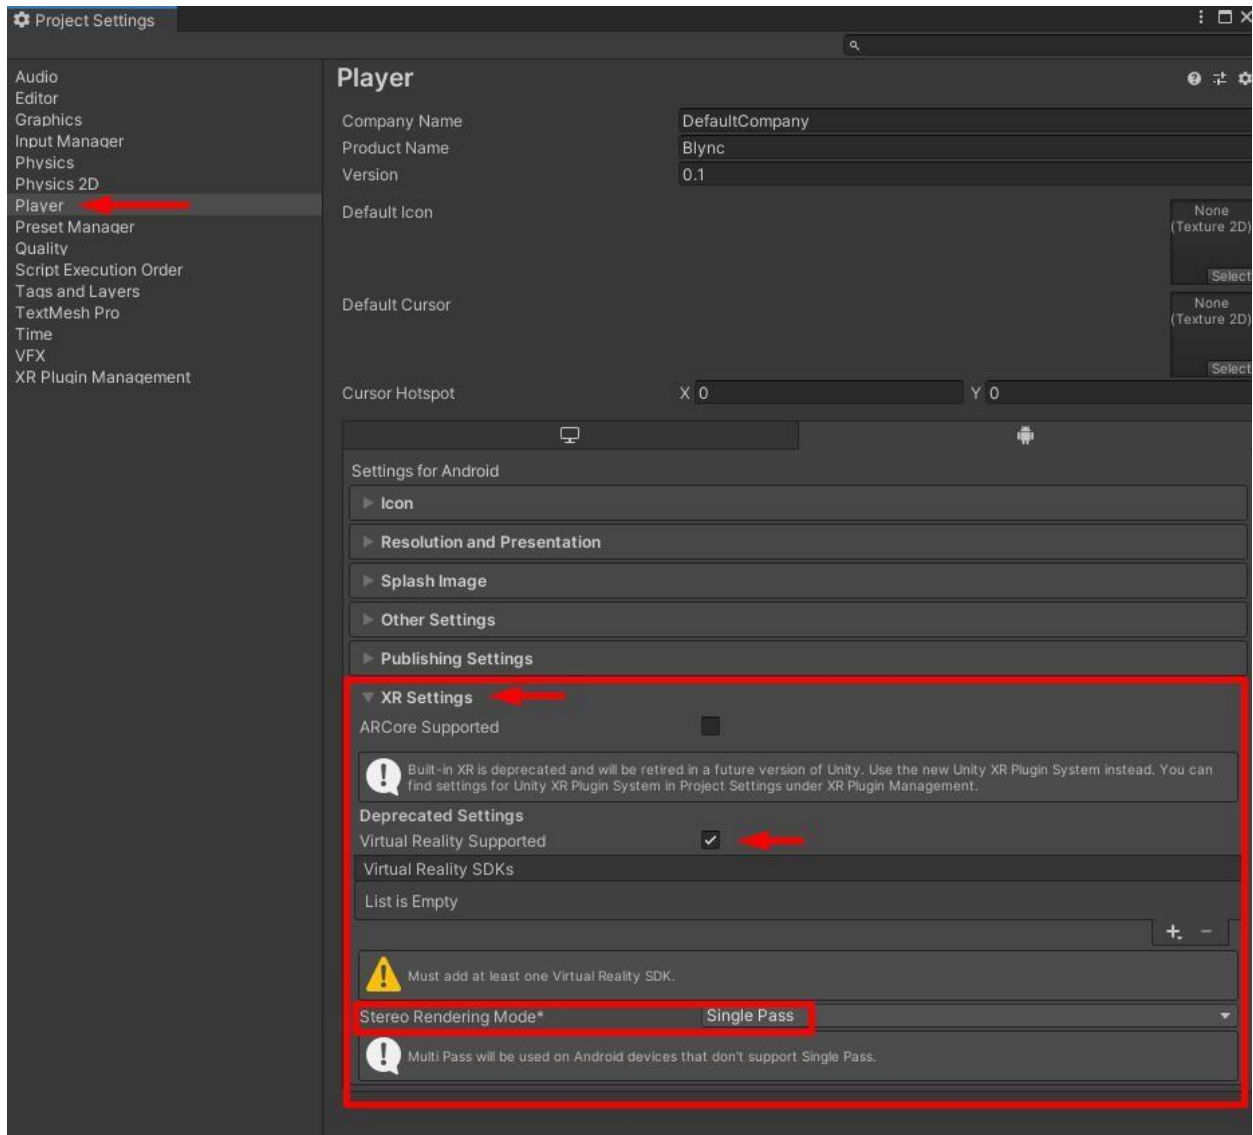 Project Settings
Audio
Editor
Graphics
Input Manager
Physics
Physics 2D
Player
Preset Manager
Quality
Script Execution Order
Tags and Layers
TextMesh Pro
Time
VFX
XR Plugin Management
Player
Company Name DefaultCompany
Product Name Blync
Version 0.1
Default Icon
None
(Texture 2D)
Select
Default Cursor
None
(Texture 2D)
Select
Cursor Hotspot X 0 Y 0
Settings for Android
Icon
Resolution and Presentation
Splash Image
Other Settings
Publishing Settings
XR Settings
ARCore Supported
Built-in XR is deprecated and will be retired in a future version of Unity. Use the new Unity XR Plugin System instead. You can
find settings for Unity XR Plugin System in Project Settings under XR Plugin Management.
Deprecated Settings
Virtual Reality Supported
Virtual Reality SDKs
List is Empty
Must add at least one Virtual Reality SDK.
Stereo Rendering Mode* Single Pass
Multi Pass will be used on Android devices that don't support Single Pass.